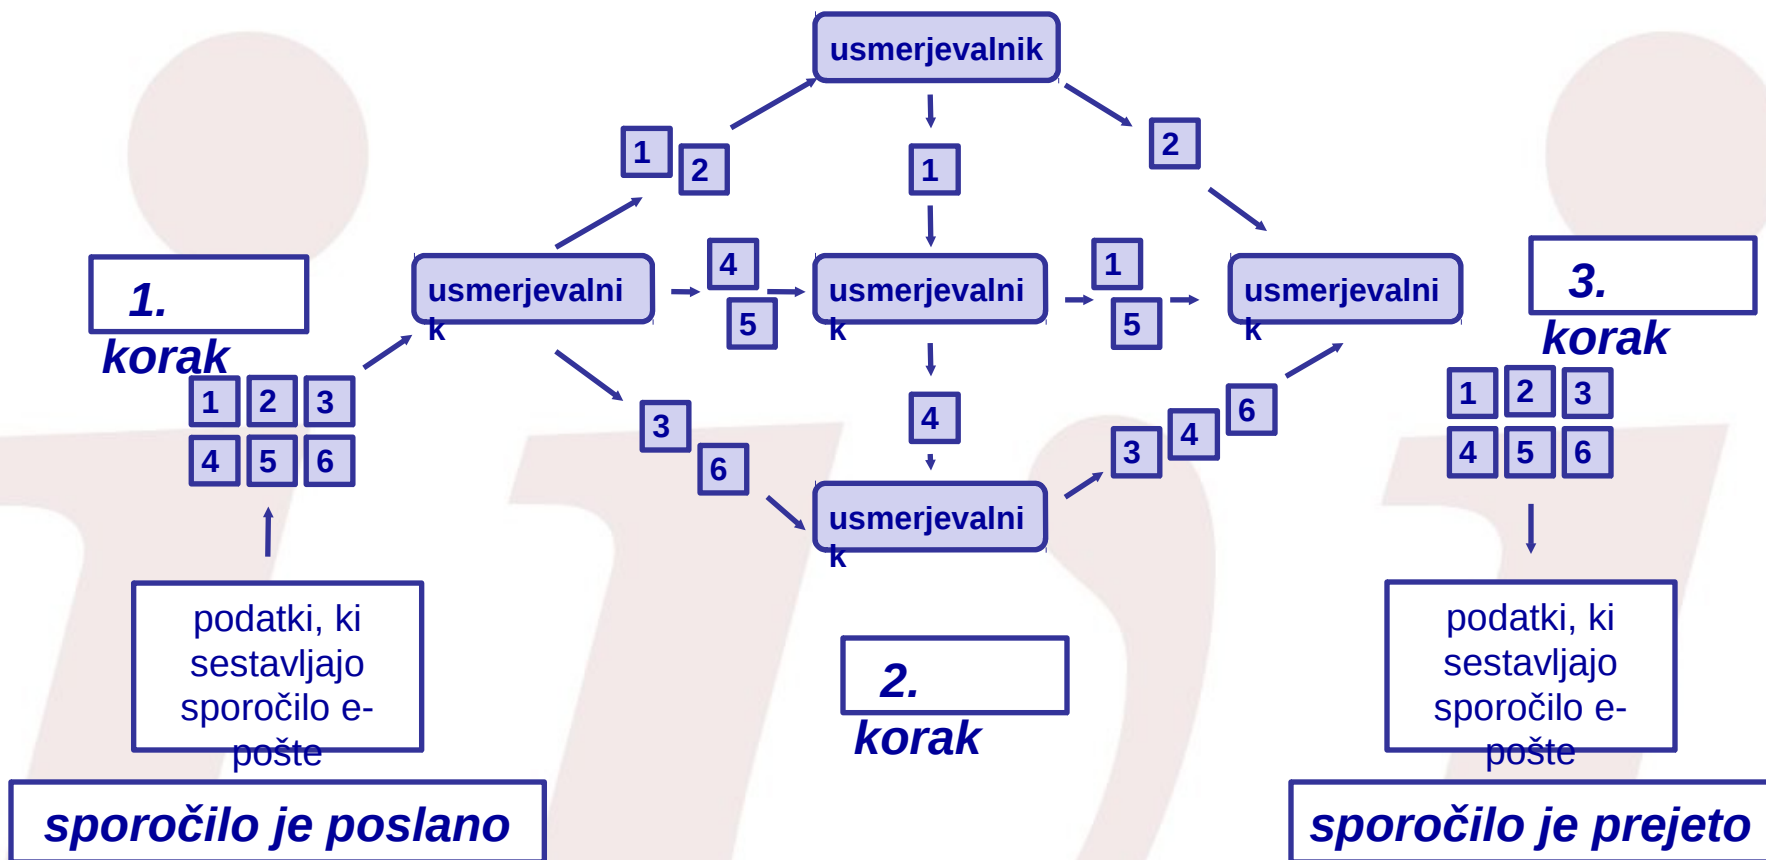 usmerjevalnik
1
2
1
2
1.
korak
usmerjevalni
k
4
5
usmerjevalni
k
1
5
usmerjevalni
k
3.
korak
1 2 3
4 5 6
3
6
4
3
4
6
1 2 3
4 5 6
usmerjevalni
k
podatki, ki
sestavljajo
sporočilo e-
pošte
2.
korak
podatki, ki
sestavljajo
sporočilo e-
pošte
sporočilo je poslano
sporočilo je prejeto